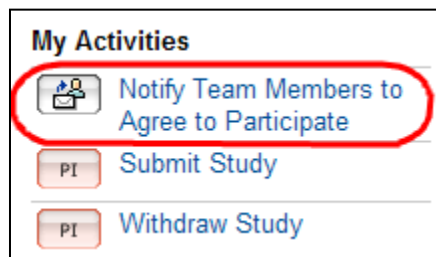 My Activities
Notify Team Members to
Agree to Participate
PI Submit Study
PI Withdraw Study